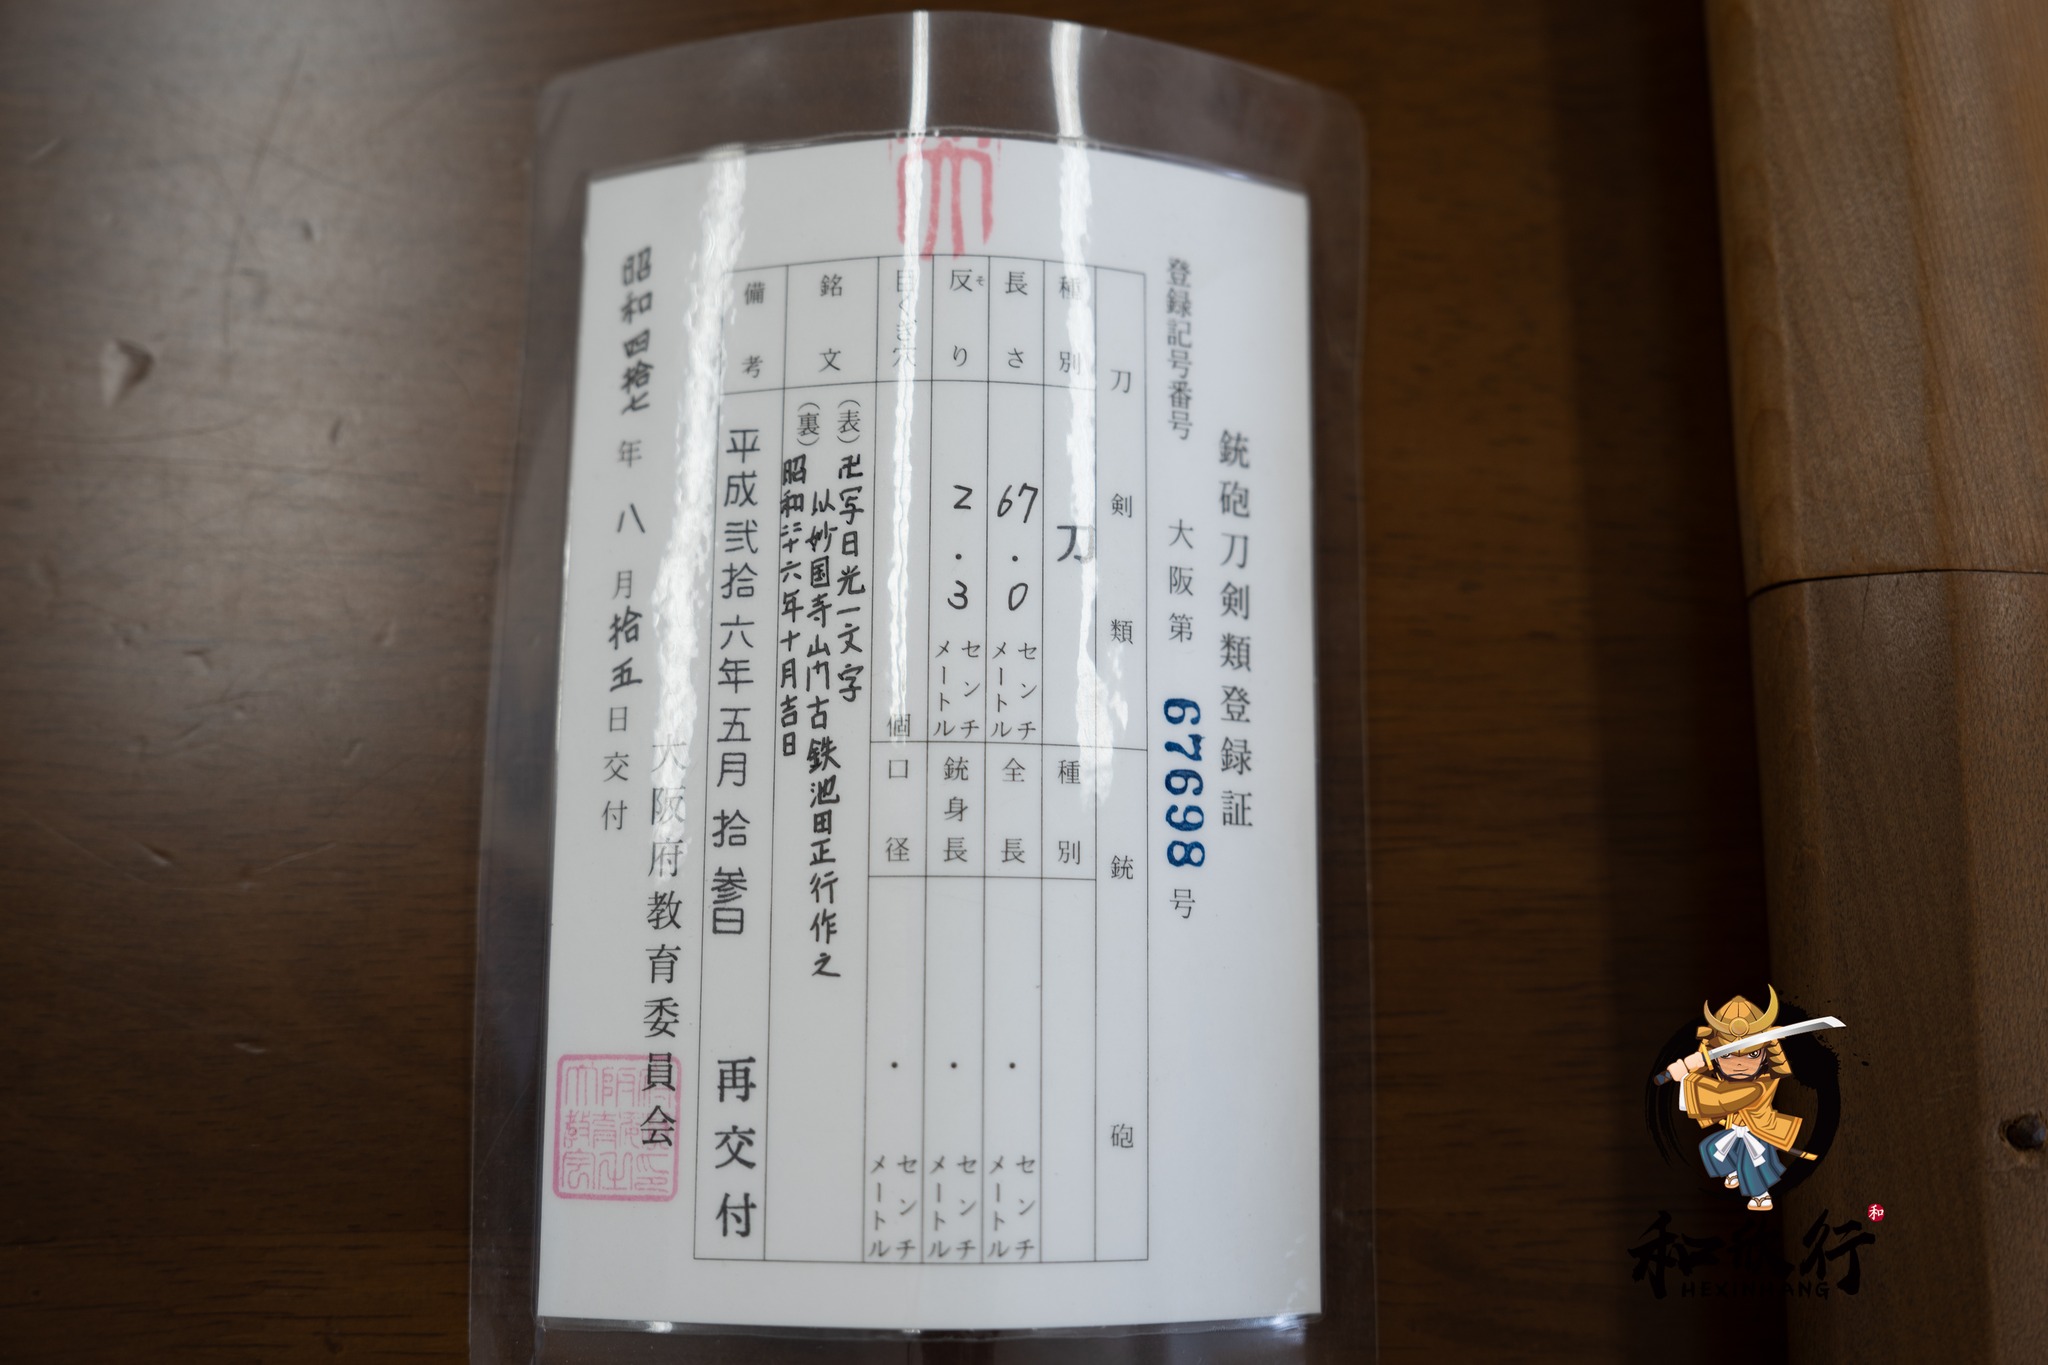 銃砲刀剣類登録証
登録記号番号 大阪第 67698 号
刀剣類 銃砲
種別 刀 種別
長さ 67.0 センチメートル 全長 ・ センチメートル
反り 2.3 センチメートル 銃身長 ・ センチメートル
そ
目くぎ穴 個 口径 ・ センチメートル
銘文 (表) 卍写日光一文字
以妙国寺山門古鉄池田正行作之
(裏) 昭和三十六年十月吉日
備考 平成弐拾六年五月拾参日 再交付
大阪府教育委員会
昭和四拾七年八月拾五日交付
和
HEXINHANG